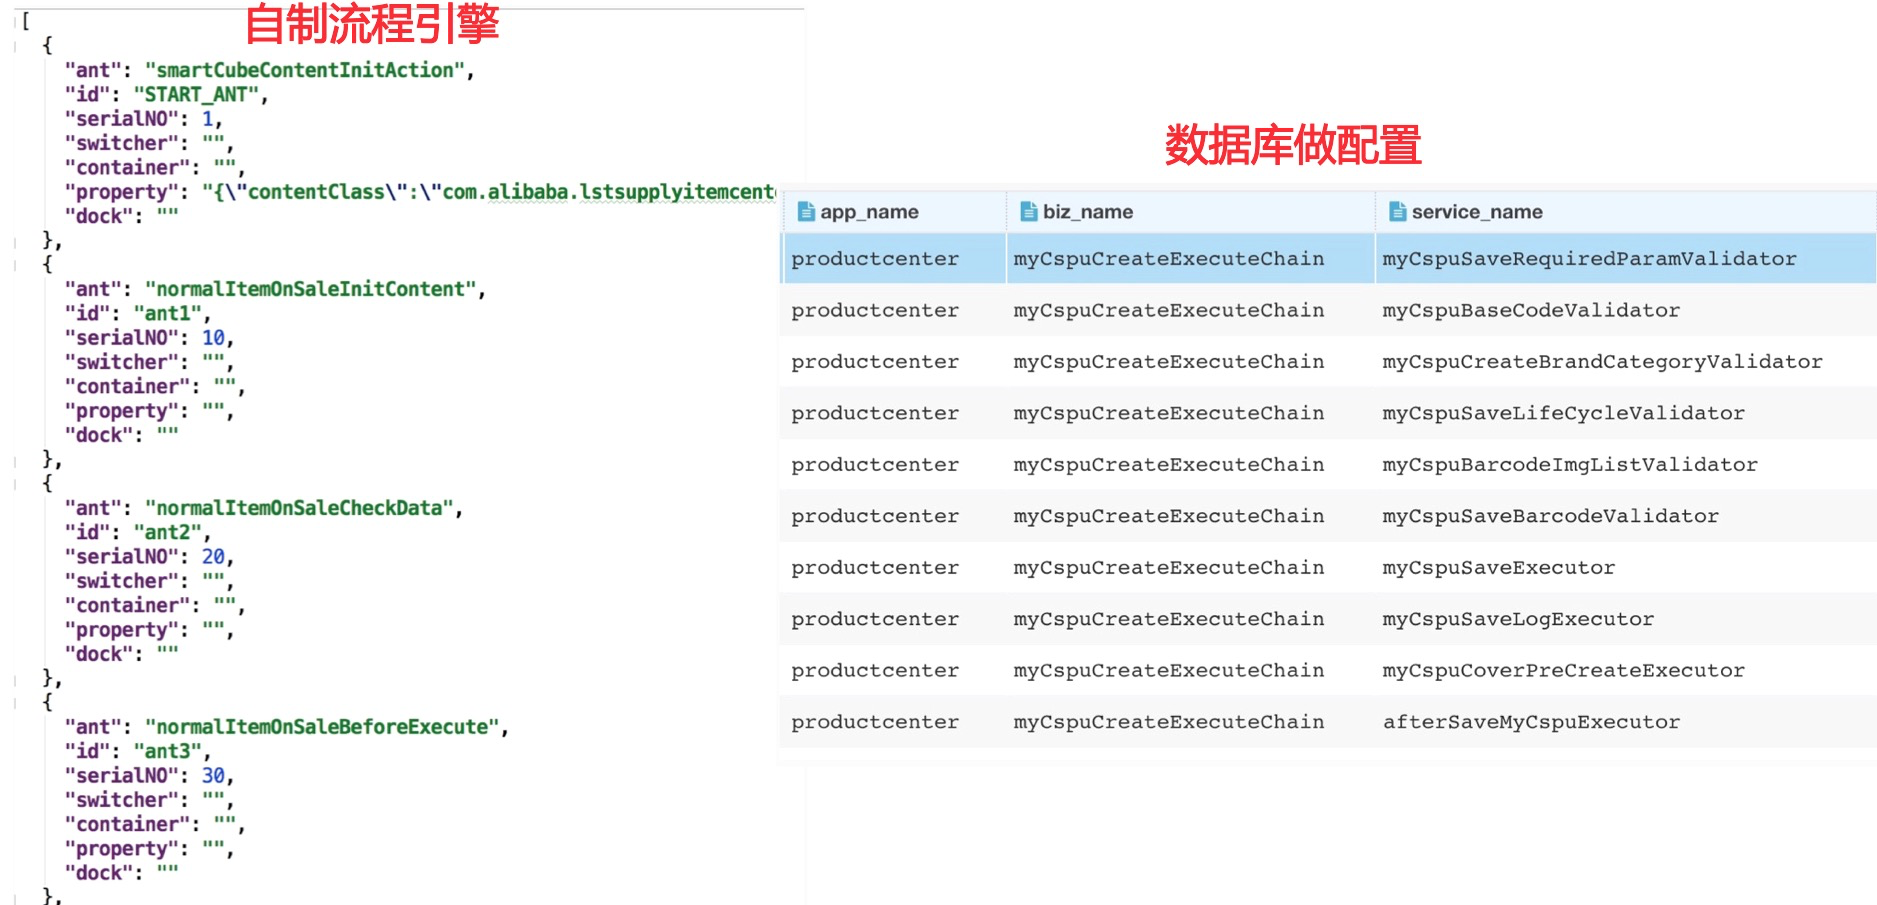 自制流程引擎
[
{
"ant": "smartCubeContentInitAction",
"id": "START_ANT",
"serialNO": 1,
"switcher": "",
"container": "",
"property": "{\"contentClass\":\"com.alibaba.lstsupplyitemcent
"dock": ""
},
{
"ant": "normalItemOnSaleInitContent",
"id": "ant1",
"serialNO": 10,
"switcher": "",
"container": "",
"property": "",
"dock": ""
},
{
"ant": "normalItemOnSaleCheckData",
"id": "ant2",
"serialNO": 20,
"switcher": "",
"container": "",
"property": "",
"dock": ""
},
{
"ant": "normalItemOnSaleBeforeExecute",
"id": "ant3",
"serialNO": 30,
"switcher": "",
"container": "",
"property": "",
"dock": ""
},
数据库做配置
app_name biz_name service_name
productcenter myCspuCreateExecuteChain myCspuSaveRequiredParamValidator
productcenter myCspuCreateExecuteChain myCspuBaseCodeValidator
productcenter myCspuCreateExecuteChain myCspuCreateBrandCategoryValidator
productcenter myCspuCreateExecuteChain myCspuSaveLifeCycleValidator
productcenter myCspuCreateExecuteChain myCspuBarcodeImgListValidator
productcenter myCspuCreateExecuteChain myCspuSaveBarcodeValidator
productcenter myCspuCreateExecuteChain myCspuSaveExecutor
productcenter myCspuCreateExecuteChain myCspuSaveLogExecutor
productcenter myCspuCreateExecuteChain myCspuCoverPreCreateExecutor
productcenter myCspuCreateExecuteChain afterSaveMyCspuExecutor